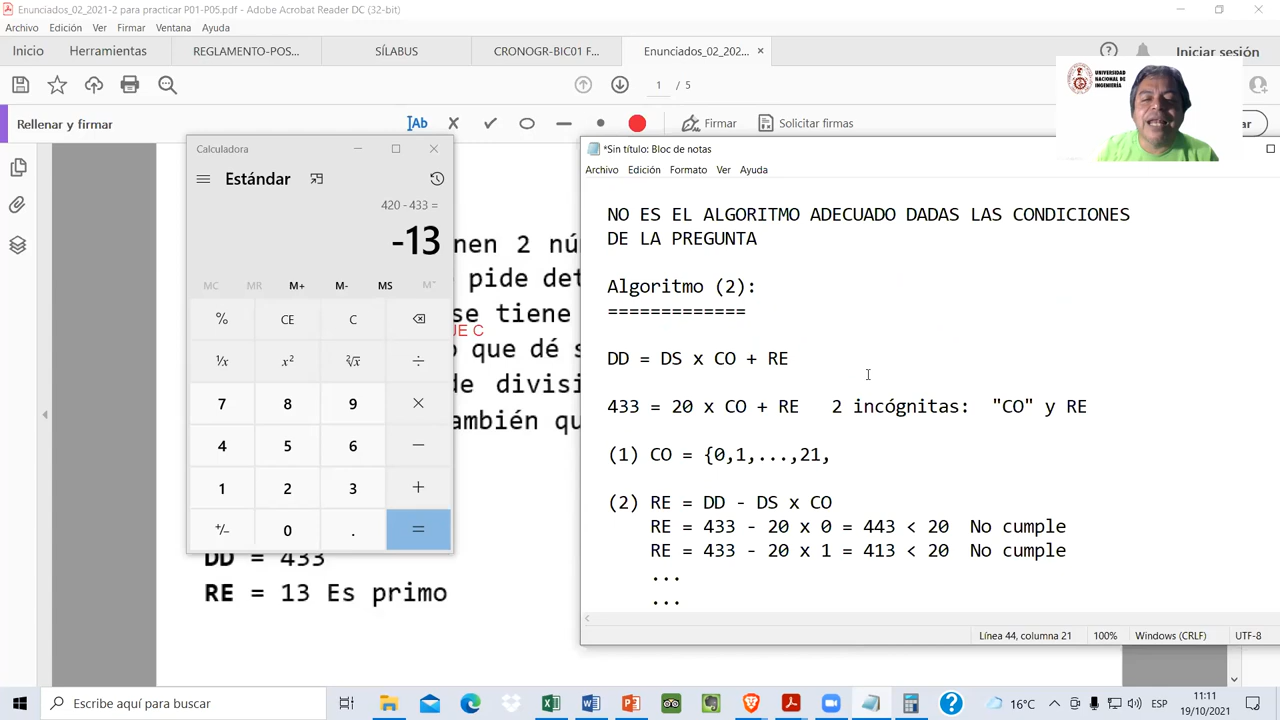 Enunciados_02_2021-2 para practicar P01-P05.pdf - Adobe Acrobat Reader DC (32-bit)
Archivo Edición Ver Firmar Ventana Ayuda
Inicio Herramientas REGLAMENTO-POS... SÍLABUS CRONOGR-BIC01 F... Enunciados_02_202... × Iniciar sesión
1 / 5
UNIVERSIDAD NACIONAL DE INGENIERÍA
Rellenar y firmar Ab Firmar Solicitar firmas ar
Calculadora
Estándar
420 - 433 =
-13
MC MR M+ M- MS
% CE C
¹/x x² ²√x ÷
7 8 9 ×
4 5 6 −
1 2 3 +
+/− 0 . =
nen 2 nú
pide det
se tiene
UE C
que dé s
de divisi
ambién qu
DD = 433
RE = 13 Es primo
*Sin título: Bloc de notas
Archivo Edición Formato Ver Ayuda
NO ES EL ALGORITMO ADECUADO DADAS LAS CONDICIONES
DE LA PREGUNTA
Algoritmo (2):
=============
DD = DS x CO + RE
433 = 20 x CO + RE 2 incógnitas: "CO" y RE
(1) CO = {0,1,...,21,
(2) RE = DD - DS x CO
RE = 433 - 20 x 0 = 443 < 20 No cumple
RE = 433 - 20 x 1 = 413 < 20 No cumple
...
...
Línea 44, columna 21 100% Windows (CRLF) UTF-8
Escribe aquí para buscar 16°C ESP 11:11
19/10/2021